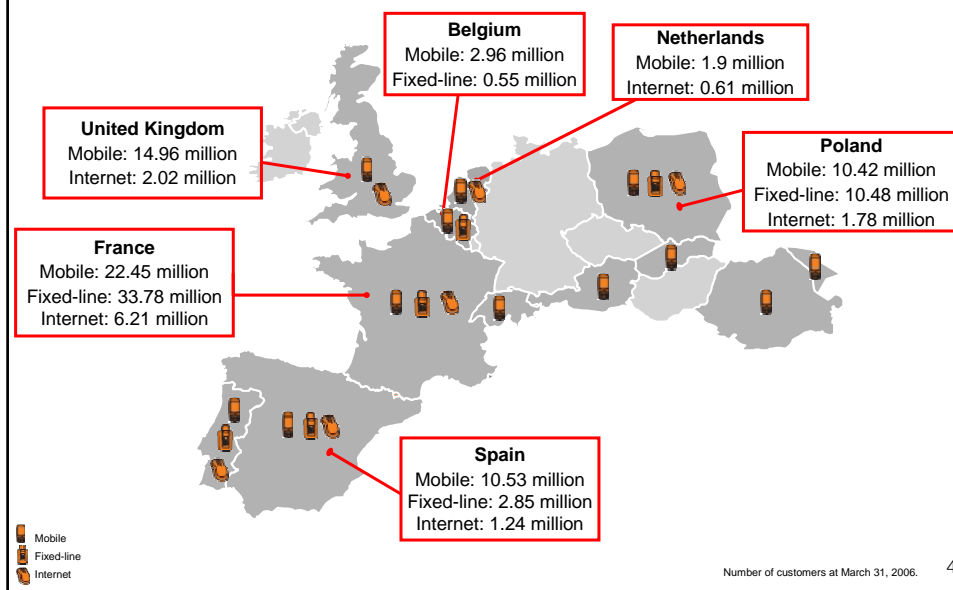 Belgium
Mobile: 2.96 million
Fixed-line: 0.55 million
Netherlands
Mobile: 1.9 million
Internet: 0.61 million
United Kingdom
Mobile: 14.96 million
Internet: 2.02 million
Poland
Mobile: 10.42 million
Fixed-line: 10.48 million
Internet: 1.78 million
France
Mobile: 22.45 million
Fixed-line: 33.78 million
Internet: 6.21 million
Spain
Mobile: 10.53 million
Fixed-line: 2.85 million
Internet: 1.24 million
Mobile
Fixed-line
Internet
Number of customers at March 31, 2006.
4